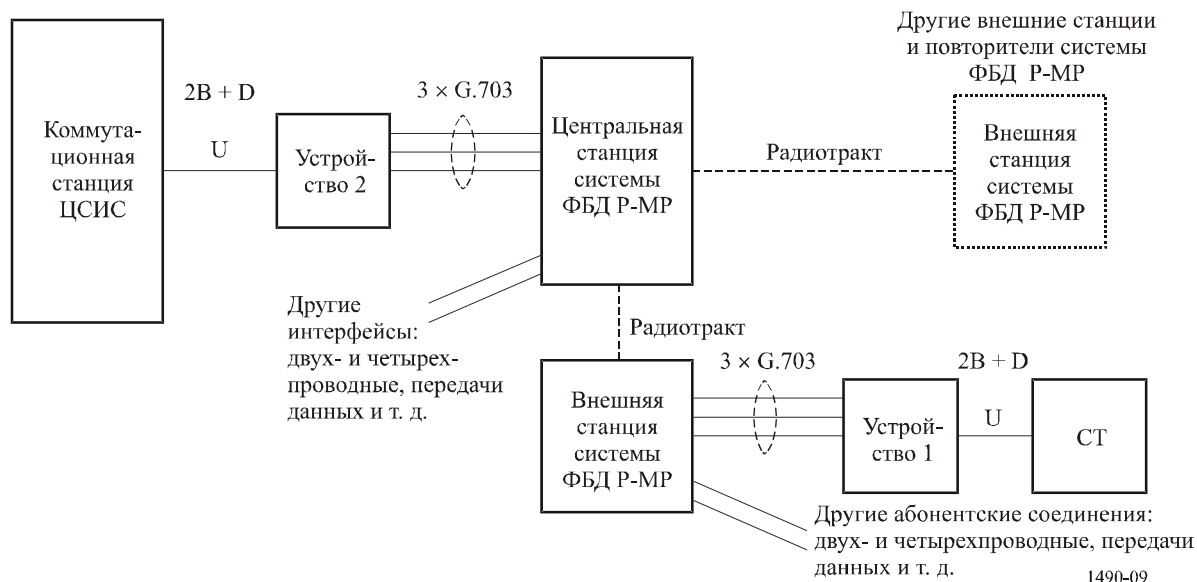 Коммута-
ционная
станция
ЦСИС
2B + D
U
Устрой-
ство 2
3 × G.703
Центральная
станция
системы
ФБД P-MP
Радиотракт
Другие внешние станции
и повторители системы
ФБД P-MP
Внешняя
станция
системы
ФБД P-MP
Другие
интерфейсы:
двух- и четырех-
проводные, передачи
данных и т. д.
Радиотракт
Внешняя
станция
системы
ФБД P-MP
3 × G.703
Устрой-
ство 1
2B + D
U
СТ
Другие абонентские соединения:
двух- и четырехпроводные, передачи
данных и т. д.
1490-09